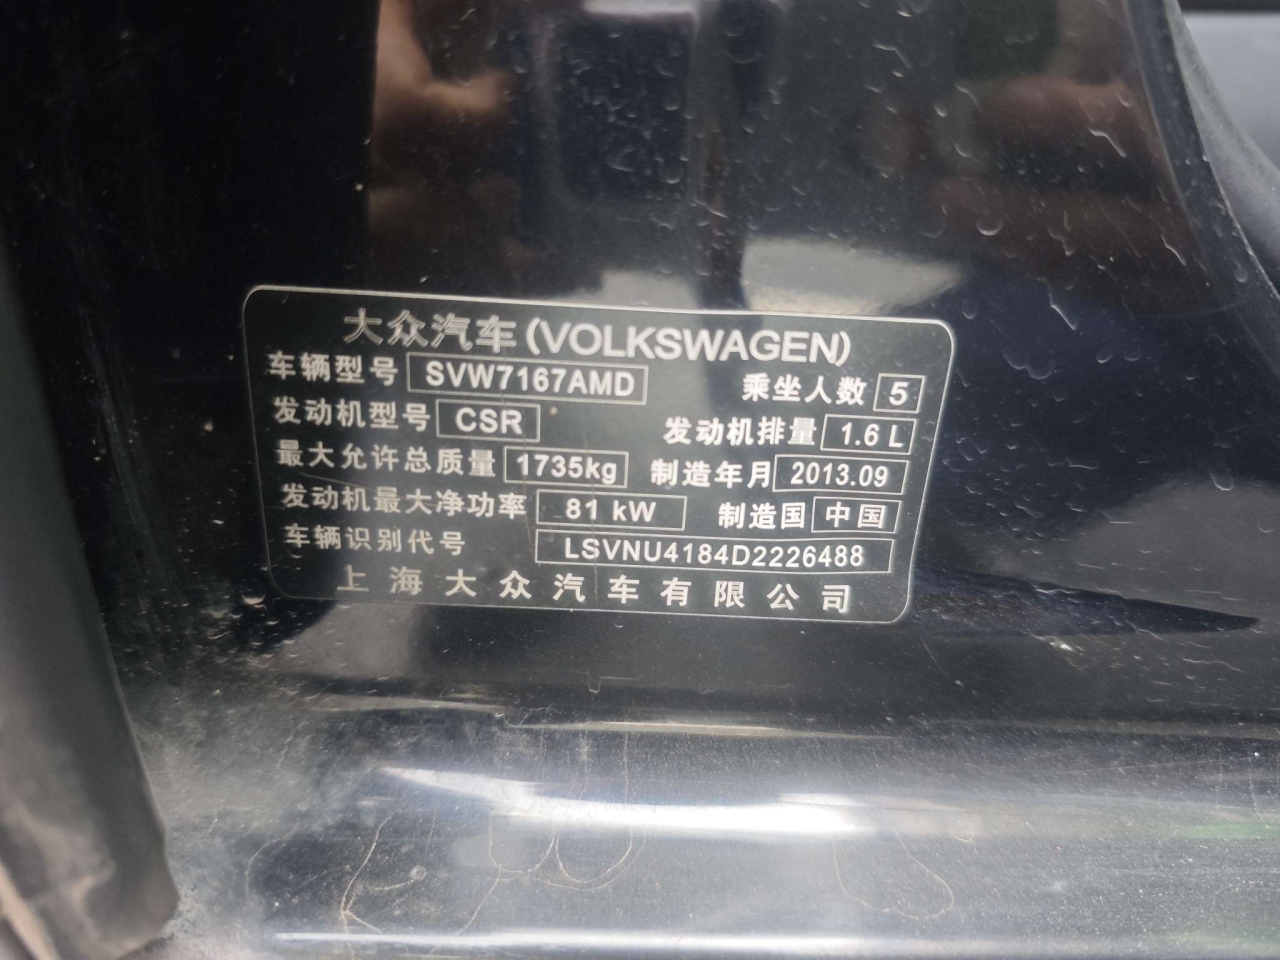 大众汽车(VOLKSWAGEN)
车辆型号 SVW7167AMD 乘坐人数 5
发动机型号 CSR 发动机排量 1.6 L
最大允许总质量 1735kg 制造年月 2013.09
发动机最大净功率 81 kW 制造国 中国
车辆识别代号 LSVNU4184D2226488
上海大众汽车有限公司